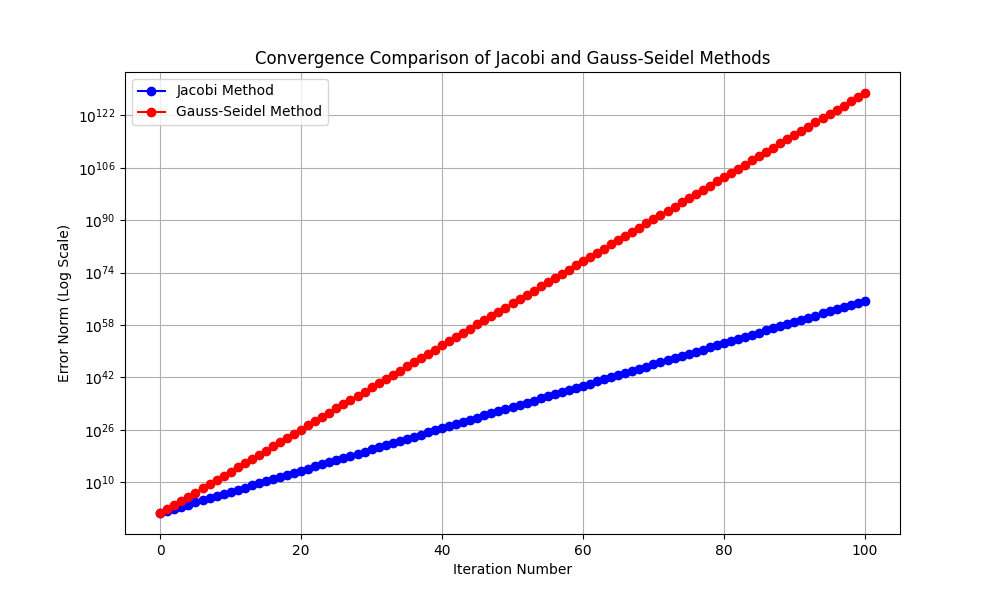 Convergence Comparison of Jacobi and Gauss-Seidel Methods
Jacobi Method
Gauss-Seidel Method
Error Norm (Log Scale)
10^122
10^106
10^90
10^74
10^58
10^42
10^26
10^10
0 20 40 60 80 100
Iteration Number